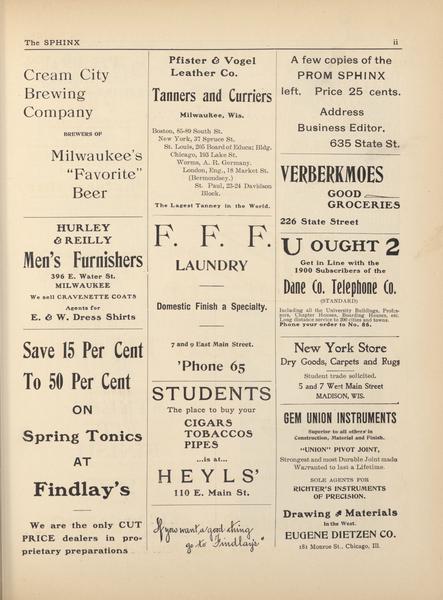 The SPHINX
ii
Cream City
Brewing
Company
BREWERS OF
Milwaukee's
"Favorite"
Beer
HURLEY
& REILLY
Men's Furnishers
396 E. Water St.
MILWAUKEE
We sell CRAVENETTE COATS
Agents for
E. & W. Dress Shirts
Save 15 Per Cent
To 50 Per Cent
ON
Spring Tonics
AT
Findlay's
We are the only CUT
PRICE dealers in pro-
prietary preparations
Pfister & Vogel
Leather Co.
Tanners and Curriers
Milwaukee, Wis.
Boston, 85-89 South St.
New York, 37 Spruce St.
St. Louis, 205 Board of Educa: Bldg.
Chicago, 193 Lake St.
Worms, A. R. Germany.
London, Eng., 18 Market St.
(Bermondsey.)
St. Paul, 23-24 Davidson
Block.
The Lagest Tanney in the World.
F. F. F.
LAUNDRY
Domestic Finish a Specialty.
7 and 9 East Main Street.
'Phone 65
STUDENTS
The place to buy your
CIGARS
TOBACCOS
PIPES
...is at...
HEYLS'
110 E. Main St.
If you want a good thing
go to Findlay's"
A few copies of the
PROM SPHINX
left. Price 25 cents.
Address
Business Editor,
635 State St.
VERBERKMOES
GOOD
GROCERIES
226 State Street
U OUGHT 2
Get in Line with the
1900 Subscribers of the
Dane Co. Telephone Co.
(STANDARD)
Including all the University Buildings, Profes-
sors, Chapter Houses, Boarding Houses, etc.
Long distance service to 200 cities and towns.
Phone your order to No. 86.
New York Store
Dry Goods, Carpets and Rugs
Student trade solicited.
5 and 7 West Main Street
MADISON, WIS.
GEM UNION INSTRUMENTS
Superior to all others in
Construction, Material and Finish.
"UNION" PIVOT JOINT,
Strongest and most Durable Joint made
Warranted to last a Lifetime.
SOLE AGENTS FOR
RICHTER'S INSTRUMENTS
OF PRECISION.
Drawing & Materials
In the West.
EUGENE DIETZEN CO.
181 Monroe St., Chicago, Ill.